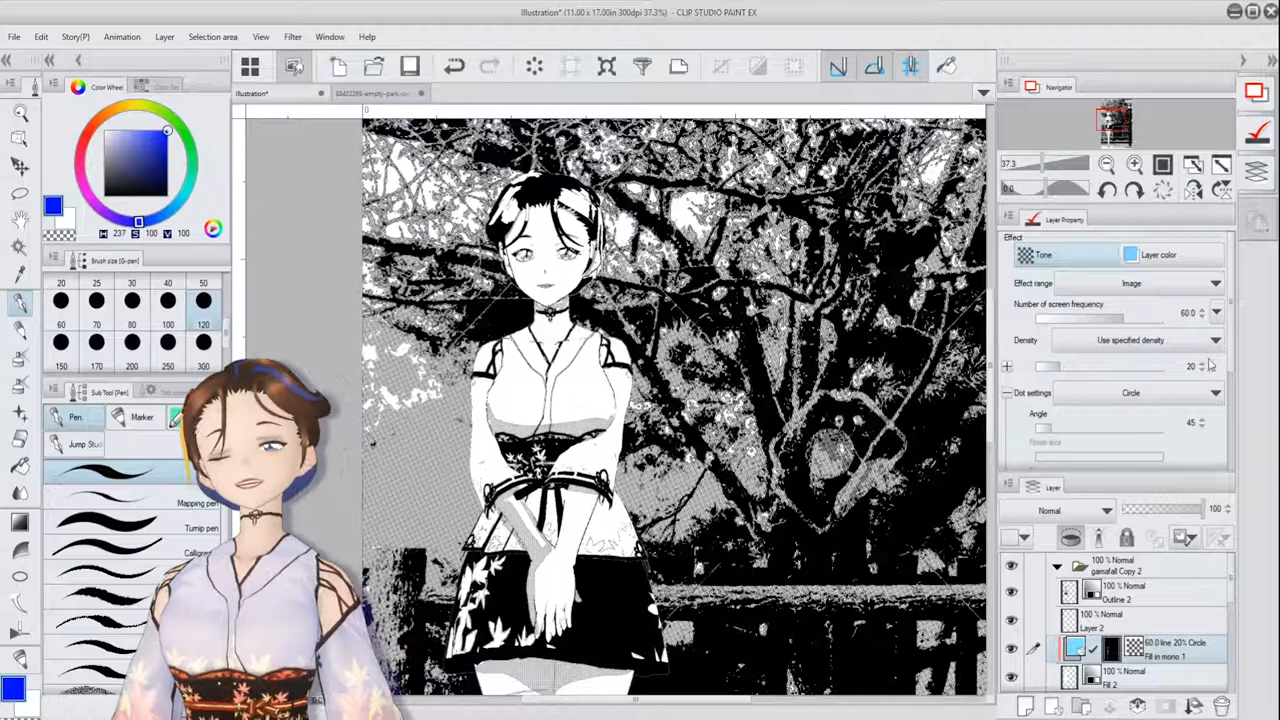 Illustration* (11.00 x 17.00in 300dpi 37.3%) - CLIP STUDIO PAINT EX
File Edit Story(P) Animation Layer Selection area View Filter Window Help
Color Wheel
Illustration*
0
Navigator
37.3
0.0
H 237 S 100 V 100
Layer Property
Effect
Tone Layer color
Brush size [G-pen]
Effect range Image
20 25 30 40 50
Number of screen frequency
60.0
60 70 80 100 120
Density Use specified density
20
150 170 200 250 300
Dot settings Circle
Sub Tool [Pen]
Angle
45
Pen Marker
Noise size
Layer
Mapping pen
Normal 100
Turnip pen
100 % Normal
gamafall Copy 2
100 % Normal
Outline 2
100 % Normal
Layer 2
60.0 line 20% Circle
Fill in mono 1
100 % Normal
Fill 2